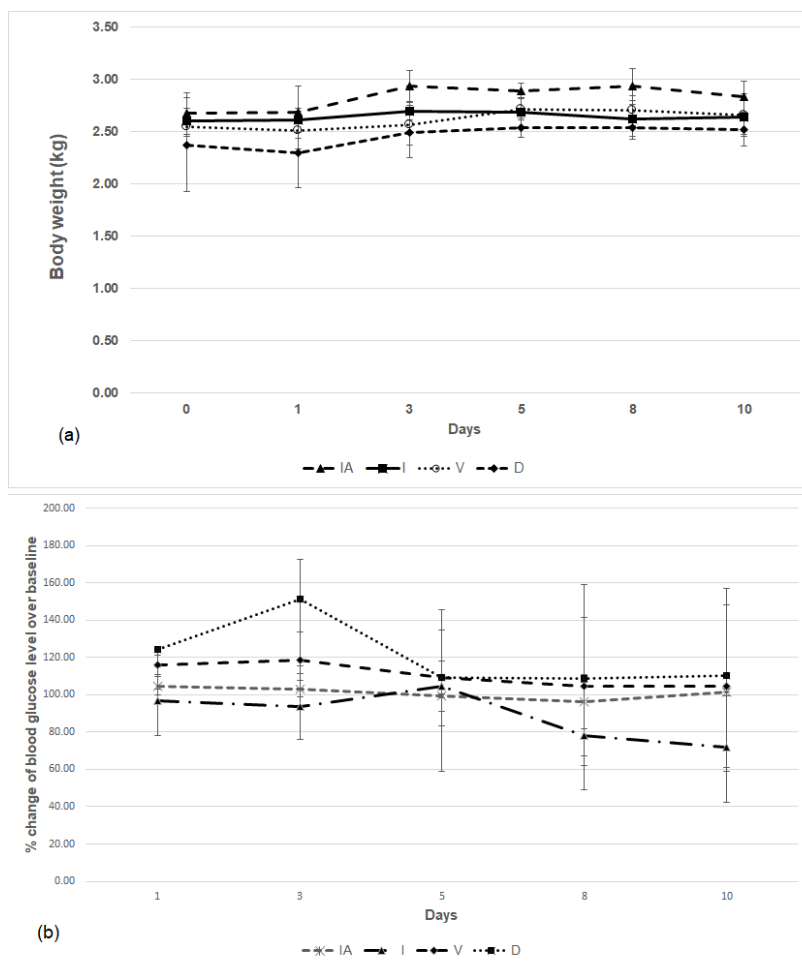 3.50
3.00
2.50
2.00
1.50
1.00
0.50
0.00
Body weight (kg)
0 1 3 5 8 10
Days
(a)
IA I V D
200.00
180.00
160.00
140.00
120.00
100.00
80.00
60.00
40.00
20.00
0.00
% change of blood glucose level over baseline
1 3 5 8 10
Days
(b)
IA I V D